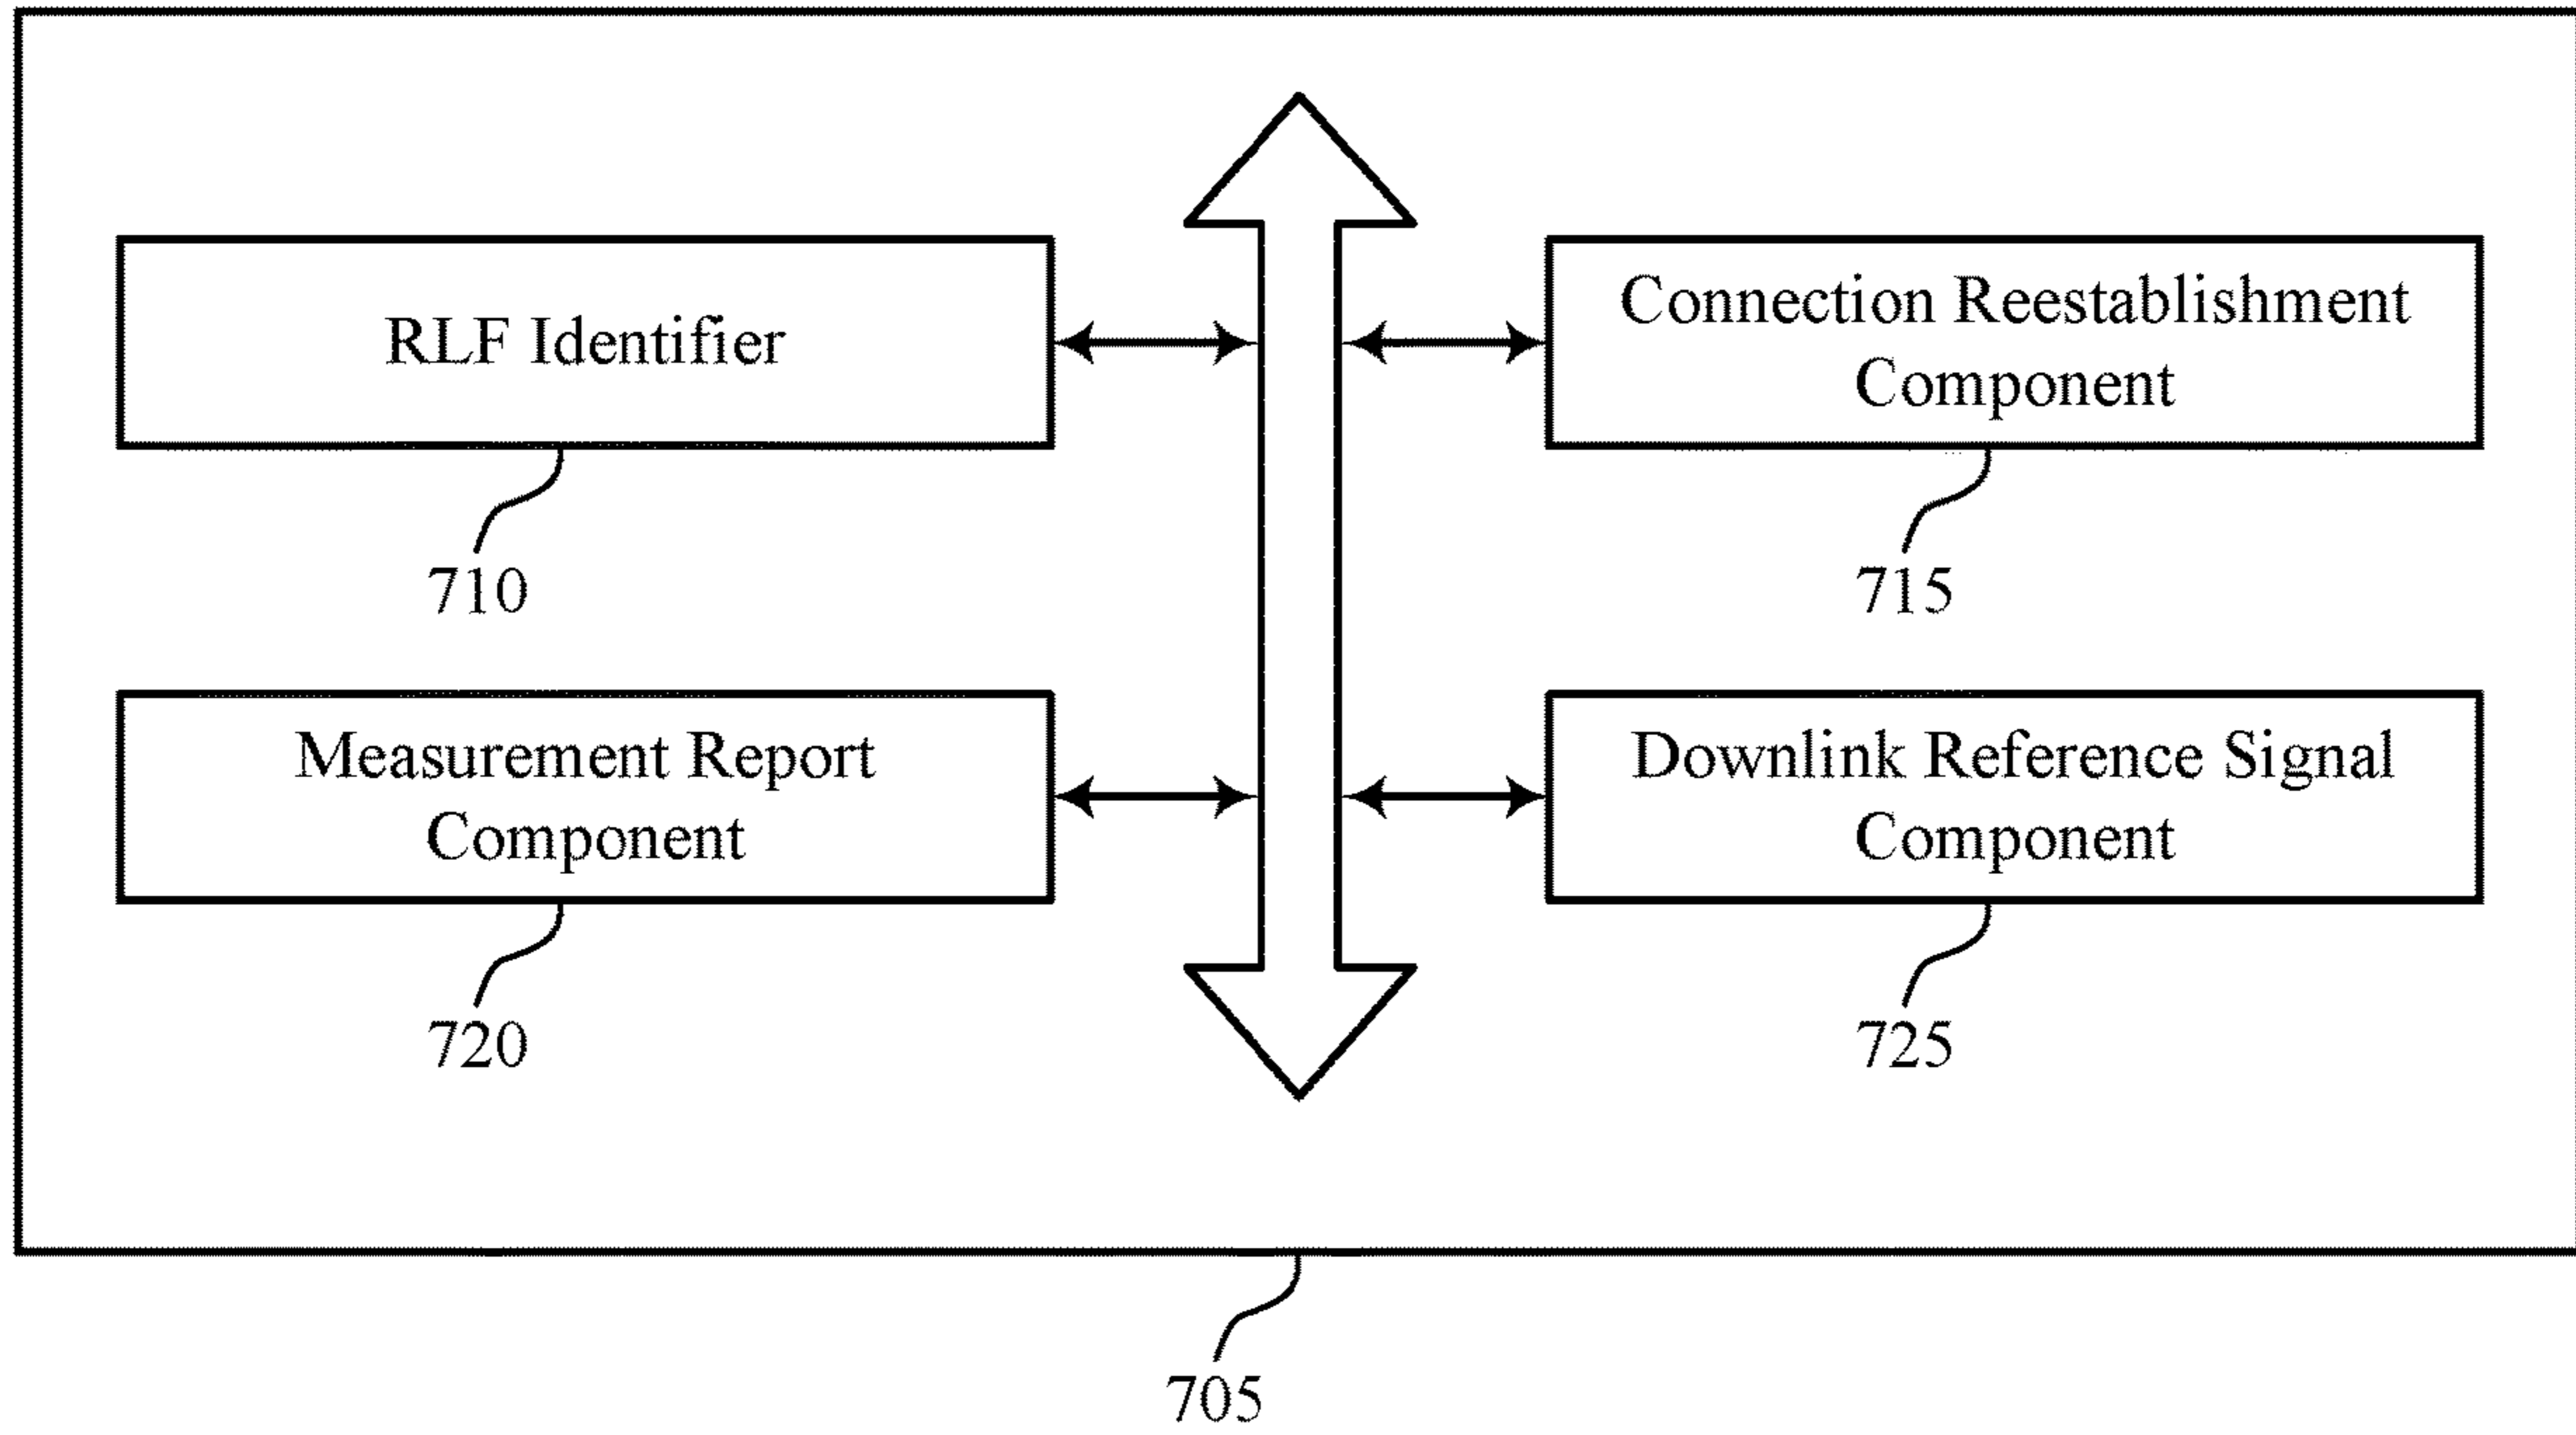 RLF Identifier
710
Connection Reestablishment
Component
715
Measurement Report
Component
720
Downlink Reference Signal
Component
725
705